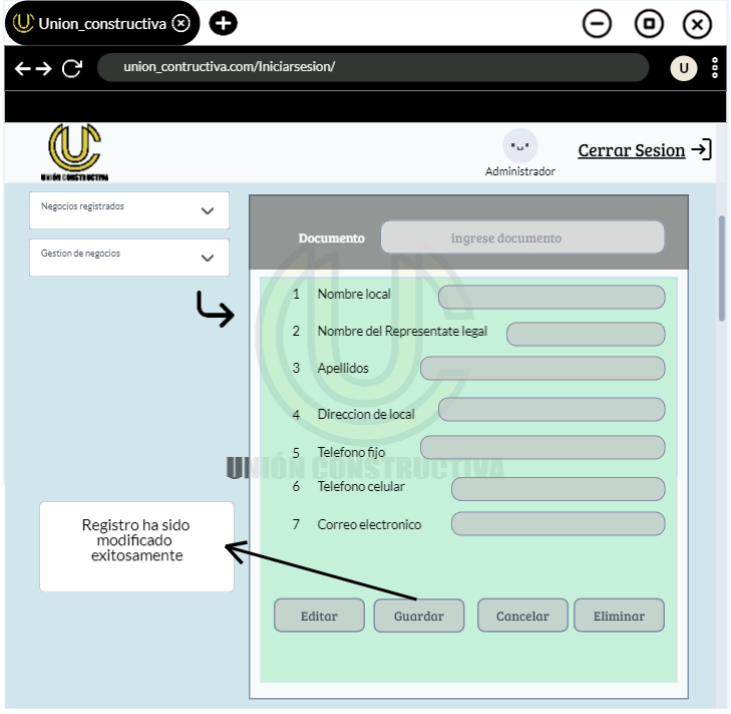 Union_constructiva
union_contructiva.com/Iniciarsesion/
U
UNIÓN CONSTRUCTIVA
Administrador
Cerrar Sesion
Negocios registrados
Gestion de negocios
Documento ingrese documento
1 Nombre local
2 Nombre del Represetate legal
3 Apellidos
4 Direccion de local
5 Telefono fijo
UNIÓN CONSTRUCTIVA
6 Telefono celular
7 Correo electronico
Registro ha sido
modificado
exitosamente
Editar Guardar Cancelar Eliminar